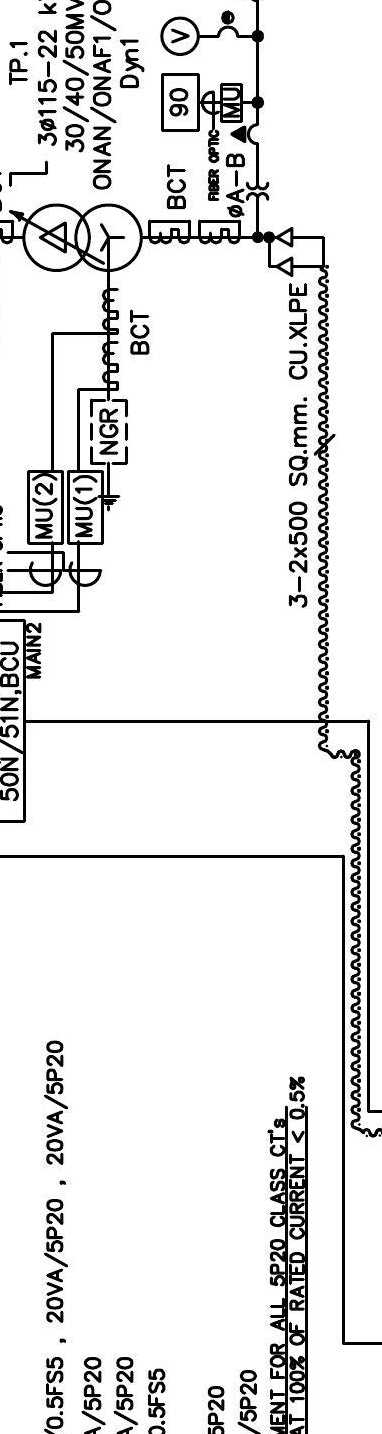 TP.1
3Ø115-22 k
30/40/50MV
ONAN/ONAF1/O
Dyn1
V
90
MU
FIBER OPTIC
ØA-B
BCT
BCT
NGR
MU(2)
MU(1)
3-2x500 SQ.mm. CU.XLPE
50N/51N,BCU
MAIN2
/0.5FS5 , 20VA/5P20 , 20VA/5P20
A/5P20
A/5P20
0.5FS5
5P20
/5P20
MENT FOR ALL 5P20 CLASS CT's
AT 100% OF RATED CURRENT < 0.5%